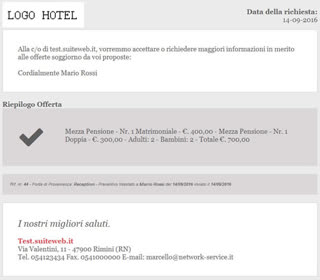 LOGO HOTEL
Data della richiesta:
14-09-2016
Alla c/o di test.suiteweb.it, vorremmo accettare o richiedere maggiori informazioni in merito
alle offerte soggiorno da voi proposte:
Cordialmente Mario Rossi
Riepilogo Offerta
Mezza Pensione - Nr. 1 Matrimoniale - €. 400,00 - Mezza Pensione - Nr. 1
Doppia - €. 300,00 - Adulti: 2 - Bambini: 2 - Totale €. 700,00
Rif. nr. 44 - Fonte di Provenienza: Reception - Preventivo intestato a Mario Rossi del 14/09/2016 inviato il 14/09/2016
I nostri migliori saluti.
Test.suiteweb.it
Via Valentini, 11 - 47900 Rimini (RN)
Tel. 054123434 Fax. 0541000000 E-mail: marcello@network-service.it